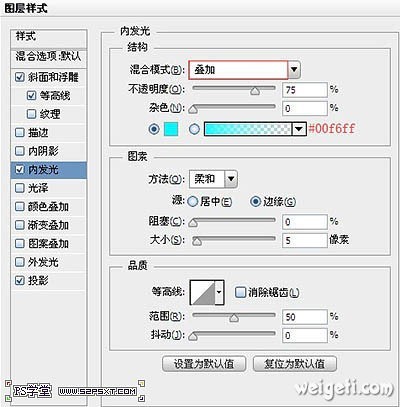 图层样式
样式
混合选项:默认
斜面和浮雕
等高线
纹理
描边
内阴影
内发光
光泽
颜色叠加
渐变叠加
图案叠加
外发光
投影
内发光
结构
混合模式(B): 叠加
不透明度(O): 75 %
杂色(N): 0 %
#00f6ff
图素
方法(Q): 柔和
源: 居中(E) 边缘(G)
阻塞(C): 0 %
大小(S): 5 像素
品质
等高线: 消除锯齿(L)
范围(R): 50 %
抖动(J): 0 %
设置为默认值 复位为默认值
PS学堂 www.52psxt.com
weigeti.com